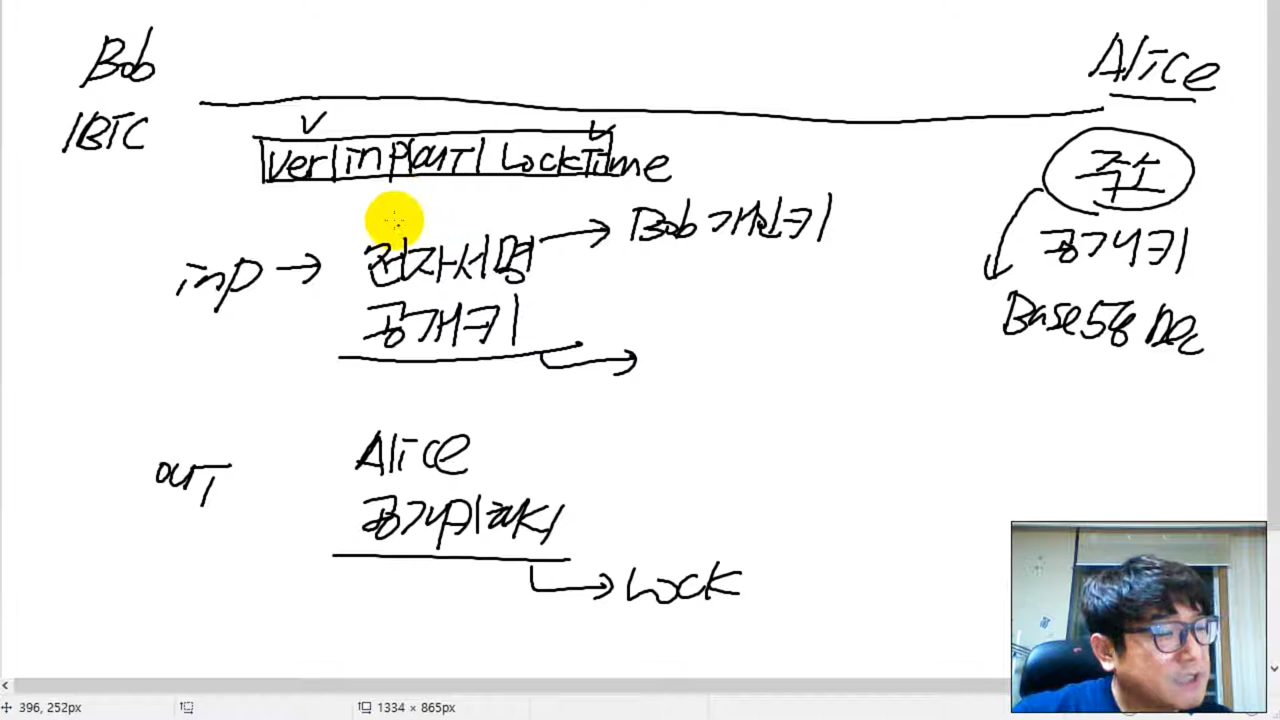 Bob
Alice
1BTC
Ver inp out LockTime
주소
inp → 전자서명 → Bob 개인키
공개키
공개키
Base58 Dec
Alice
out
공개키해시
Lock
396, 252px
1334 × 865px